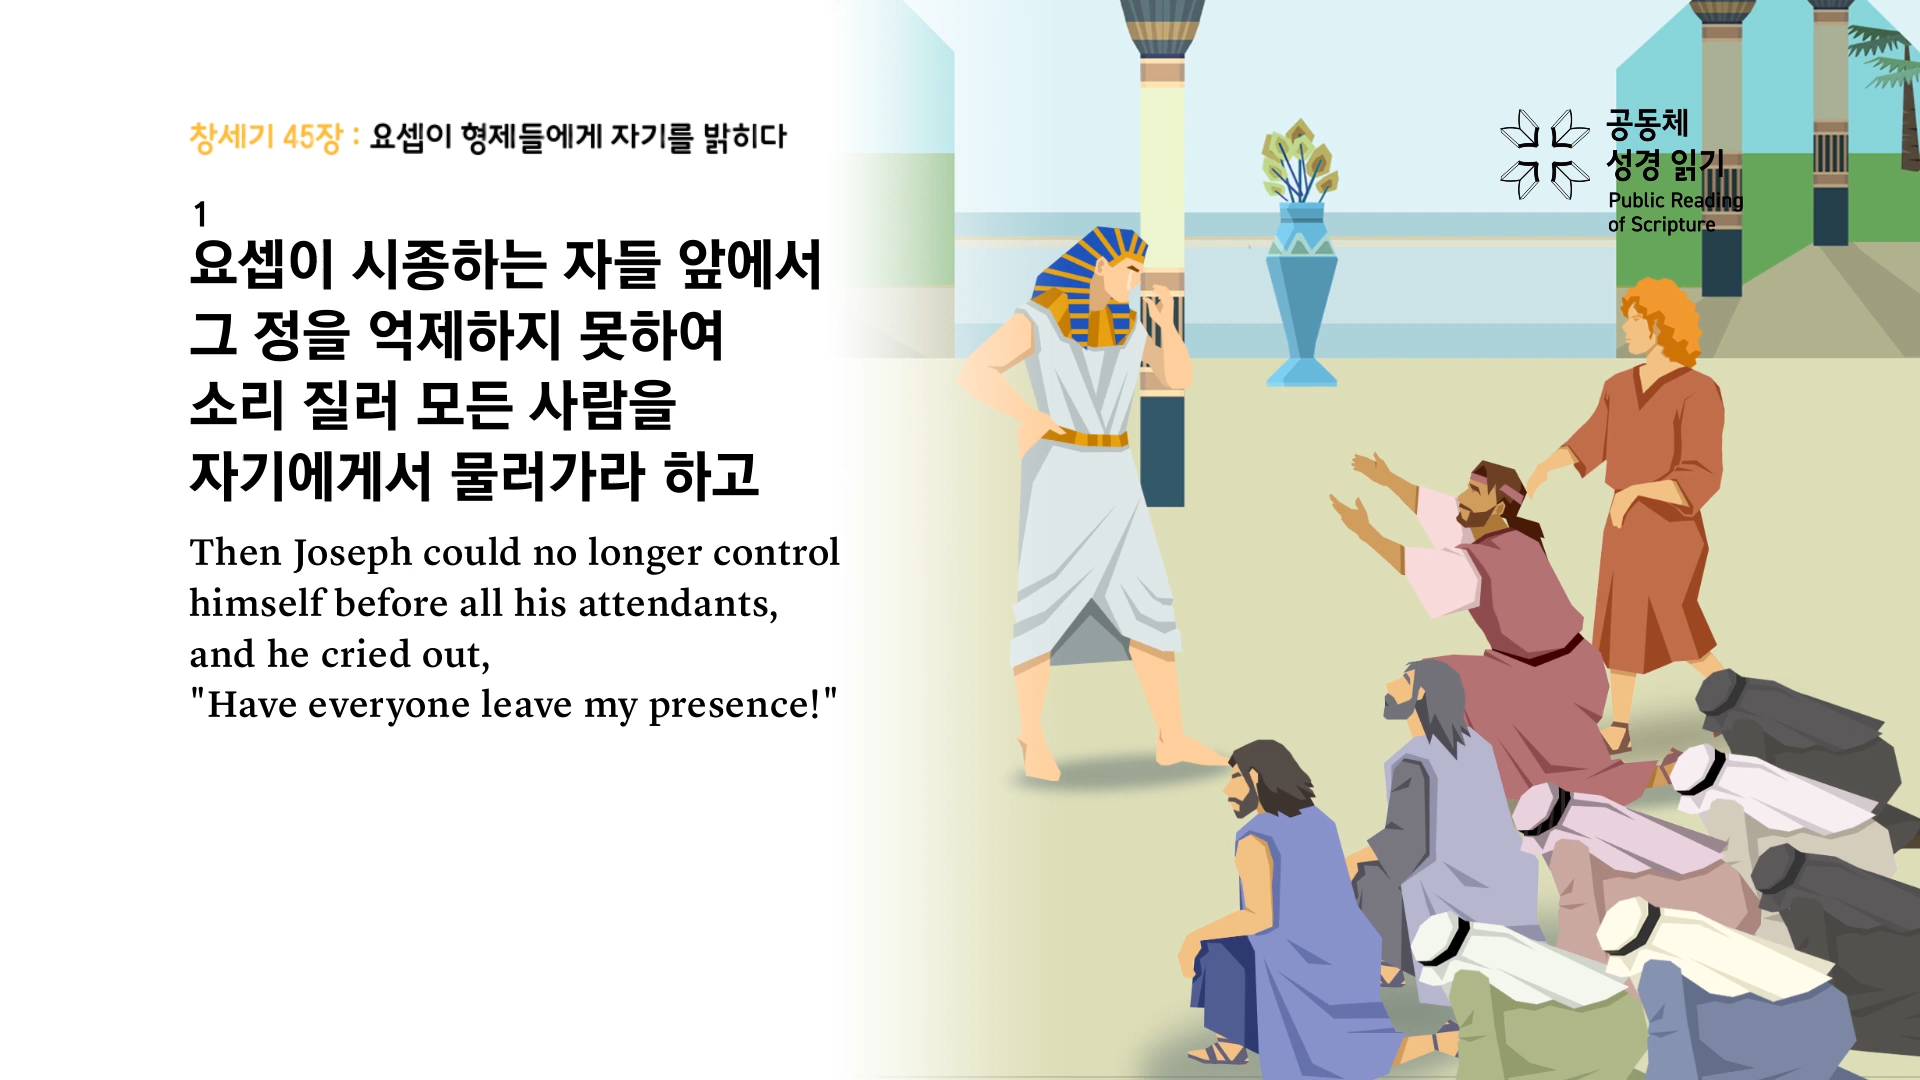 창세기 45장 : 요셉이 형제들에게 자기를 밝히다
1
요셉이 시종하는 자들 앞에서
그 정을 억제하지 못하여
소리 질러 모든 사람을
자기에게서 물러가라 하고
Then Joseph could no longer control
himself before all his attendants,
and he cried out,
"Have everyone leave my presence!"
공동체
성경 읽기
Public Reading
of Scripture